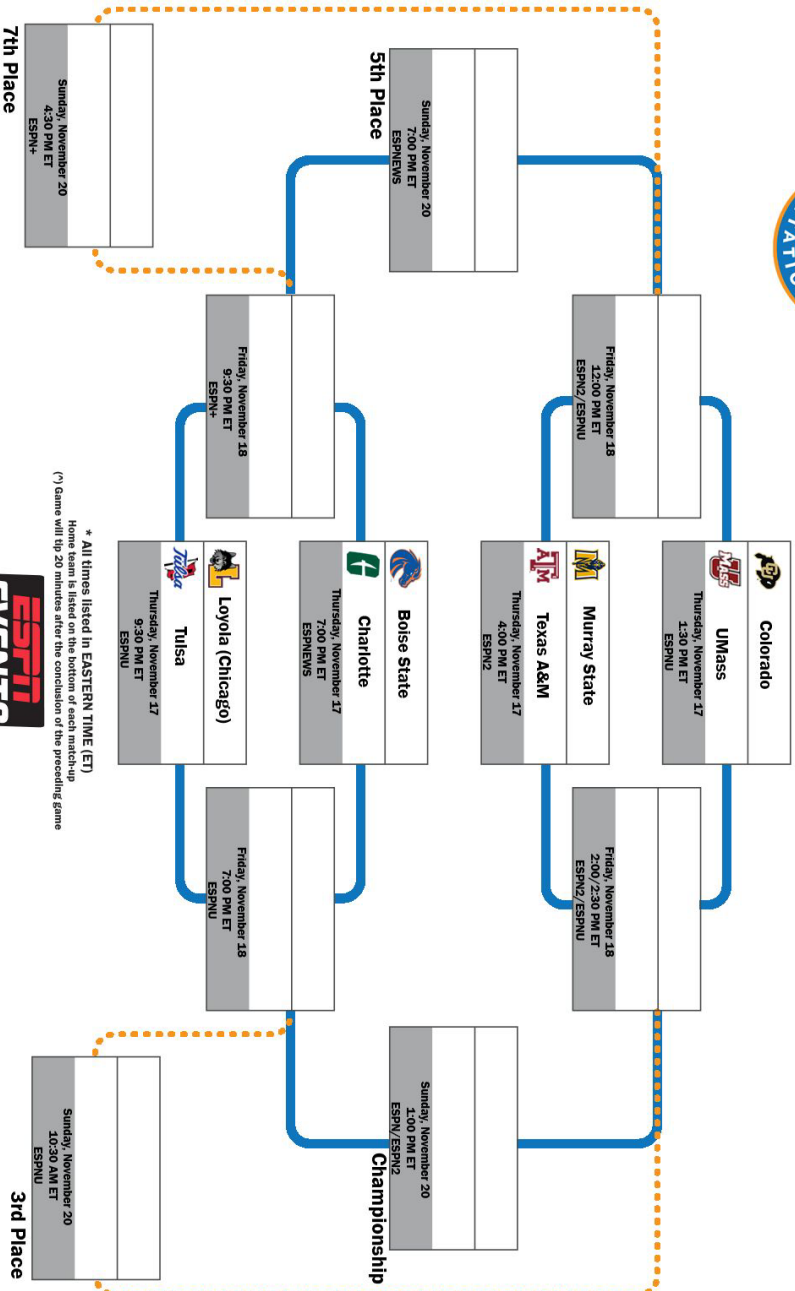 Colorado
UMass
Thursday, November 17
1:30 PM ET
ESPNU
Friday, November 18
12:00 PM ET
ESPN2/ESPNU
Murray State
Texas A&M
Thursday, November 17
4:00 PM ET
ESPN2
Friday, November 18
2:00/2:30 PM ET
ESPN2/ESPNU
Sunday, November 20
7:00 PM ET
ESPNEWS
5th Place
Boise State
Charlotte
Thursday, November 17
7:00 PM ET
ESPNEWS
Sunday, November 20
1:00 PM ET
ESPN/ESPN2
Championship
Friday, November 18
9:30 PM ET
ESPN+
Loyola (Chicago)
Tulsa
Tulsa
Thursday, November 17
9:30 PM ET
ESPNU
Friday, November 18
7:00 PM ET
ESPNU
Sunday, November 20
4:30 PM ET
ESPN+
7th Place
* All times listed in EASTERN TIME (ET)
Home team is listed on the bottom of each match-up
(^) Game will tip 20 minutes after the conclusion of the preceding game
ESPN
EVENTS
Sunday, November 20
10:30 AM ET
ESPNU
3rd Place